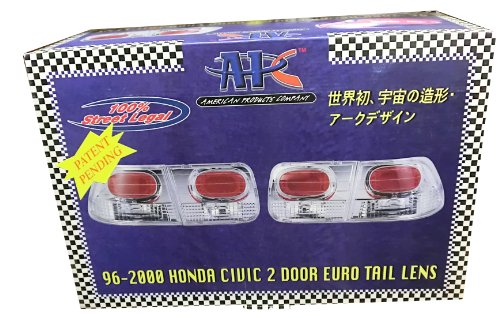 APC™
AMERICAN PRODUCTS COMPANY
100%
Street Legal
世界初、宇宙の造形・
アークデザイン
PATENT
PENDING
96-2000 HONDA CIVIC 2 DOOR EURO TAIL LENS